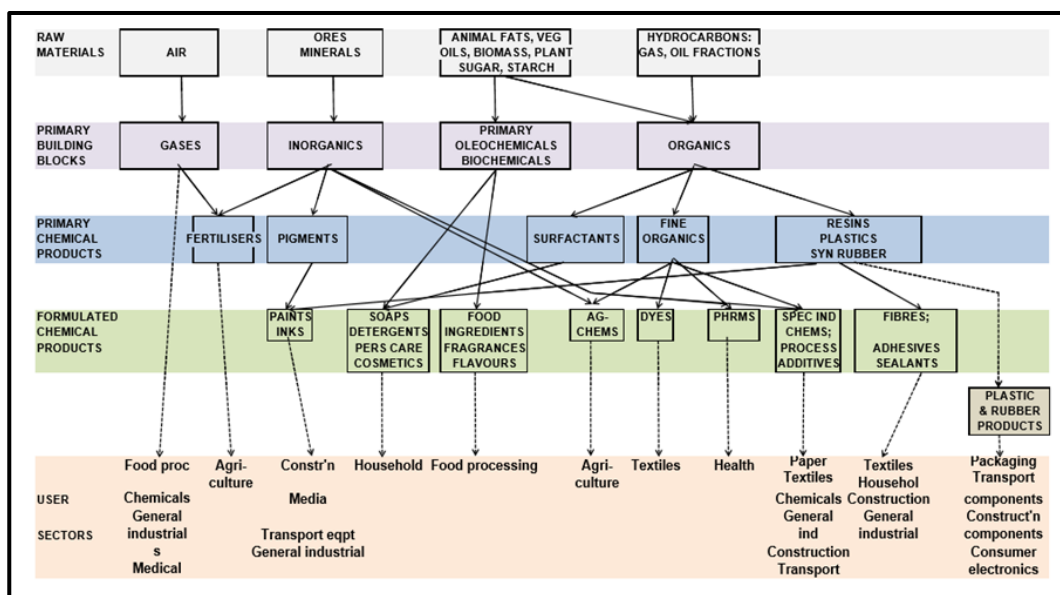 RAW
MATERIALS
AIR
ORES
MINERALS
ANIMAL FATS, VEG
OILS, BIOMASS, PLANT
SUGAR, STARCH
HYDROCARBONS:
GAS, OIL FRACTIONS
PRIMARY
BUILDING
BLOCKS
GASES
INORGANICS
PRIMARY
OLEOCHEMICALS
BIOCHEMICALS
ORGANICS
PRIMARY
CHEMICAL
PRODUCTS
FERTILISERS
PIGMENTS
SURFACTANTS
FINE
ORGANICS
RESINS
PLASTICS
SYN RUBBER
FORMULATED
CHEMICAL
PRODUCTS
PAINTS
INKS
SOAPS
DETERGENTS
PERS CARE
COSMETICS
FOOD
INGREDIENTS
FRAGRANCES
FLAVOURS
AG-
CHEMS
DYES
PHRMS
SPEC IND
CHEMS;
PROCESS
ADDITIVES
FIBRES;
ADHESIVES
SEALANTS
PLASTIC
& RUBBER
PRODUCTS
USER
SECTORS
Food proc
Chemicals
General
industrial
s
Medical
Agri-
culture
Constr'n
Media
Transport eqpt
General industrial
Household
Food processing
Agri-
culture
Textiles
Health
Paper
Textiles
Chemicals
General
ind
Construction
Transport
Textiles
Househol
Construction
General
industrial
Packaging
Transport
components
Construct'n
components
Consumer
electronics